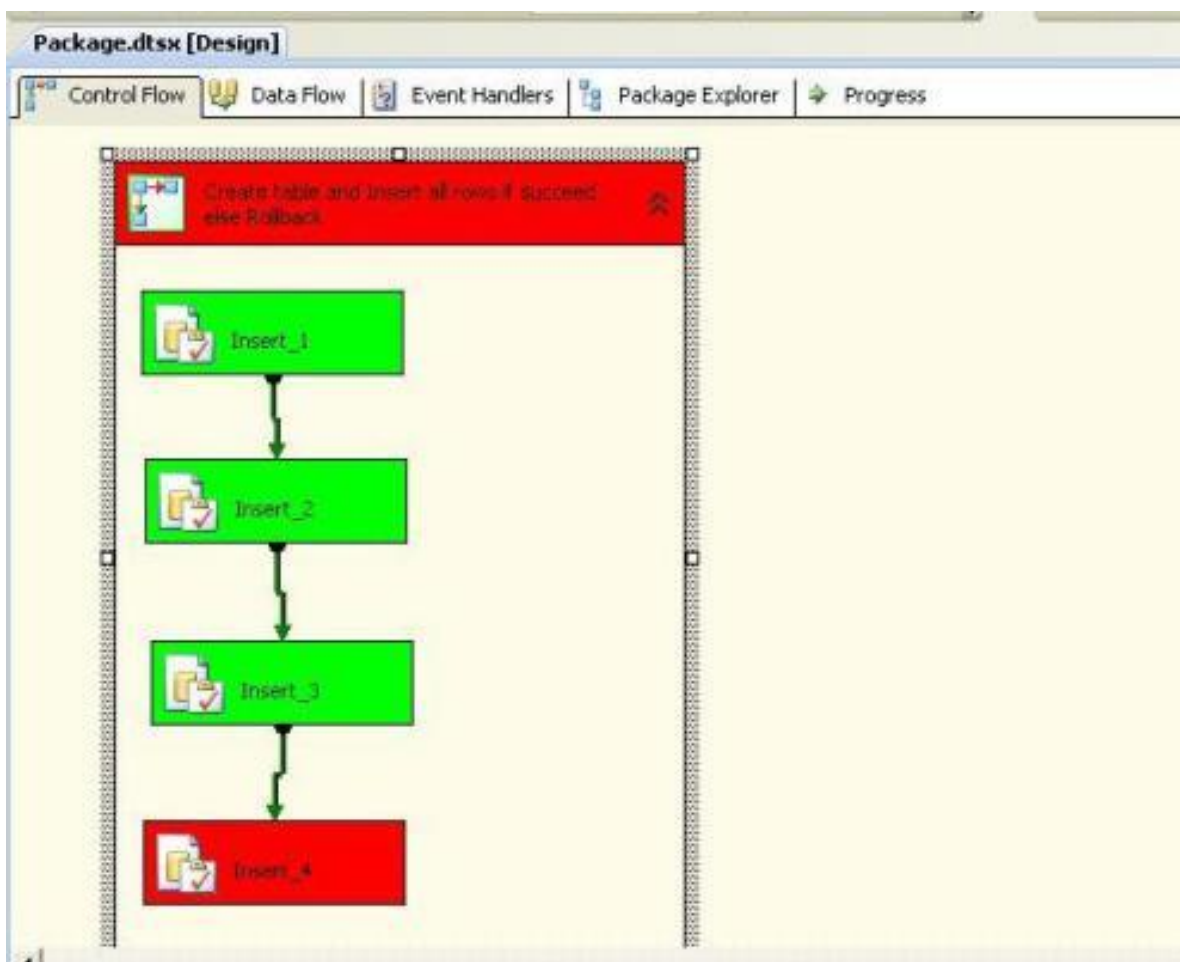 Package.dtsx [Design]
Control Flow
Data Flow
Event Handlers
Package Explorer
Progress
Create table and Insert all rows if succeed
else Rollback
Insert_1
Insert_2
Insert_3
Insert_4